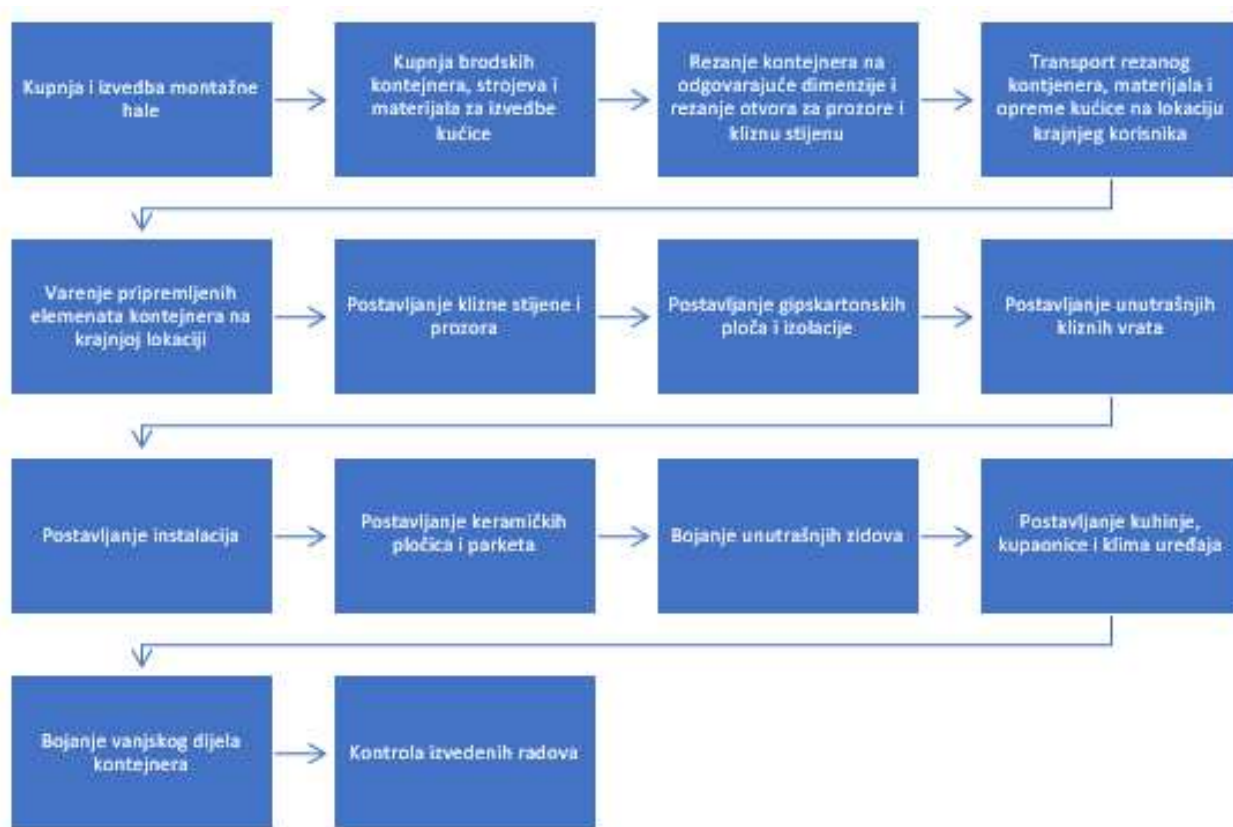 Kupnja i izvedba montažne
hale
Kupnja brodskih
kontejnera, strojeva i
materijala za izvedbe
kućice
Rezanje kontejnera na
odgovarajuće dimenzije i
rezanje otvora za prozore i
kliznu stijenu
Transport rezanog
kontjenera, materijala i
opreme kućice na lokaciju
krajnjeg korisnika
Varenje pripremljenih
elemenata kontejnera na
krajnjoj lokaciji
Postavljanje klizne stijene i
prozora
Postavljanje gipskartonskih
ploča i izolacije
Postavljanje unutrašnjih
kliznih vrata
Postavljanje instalacija
Postavljanje keramičkih
pločica i parketa
Bojanje unutrašnjih zidova
Postavljanje kuhinje,
kupaonice i klima uređaja
Bojanje vanjskog dijela
kontejnera
Kontrola izvedenih radova